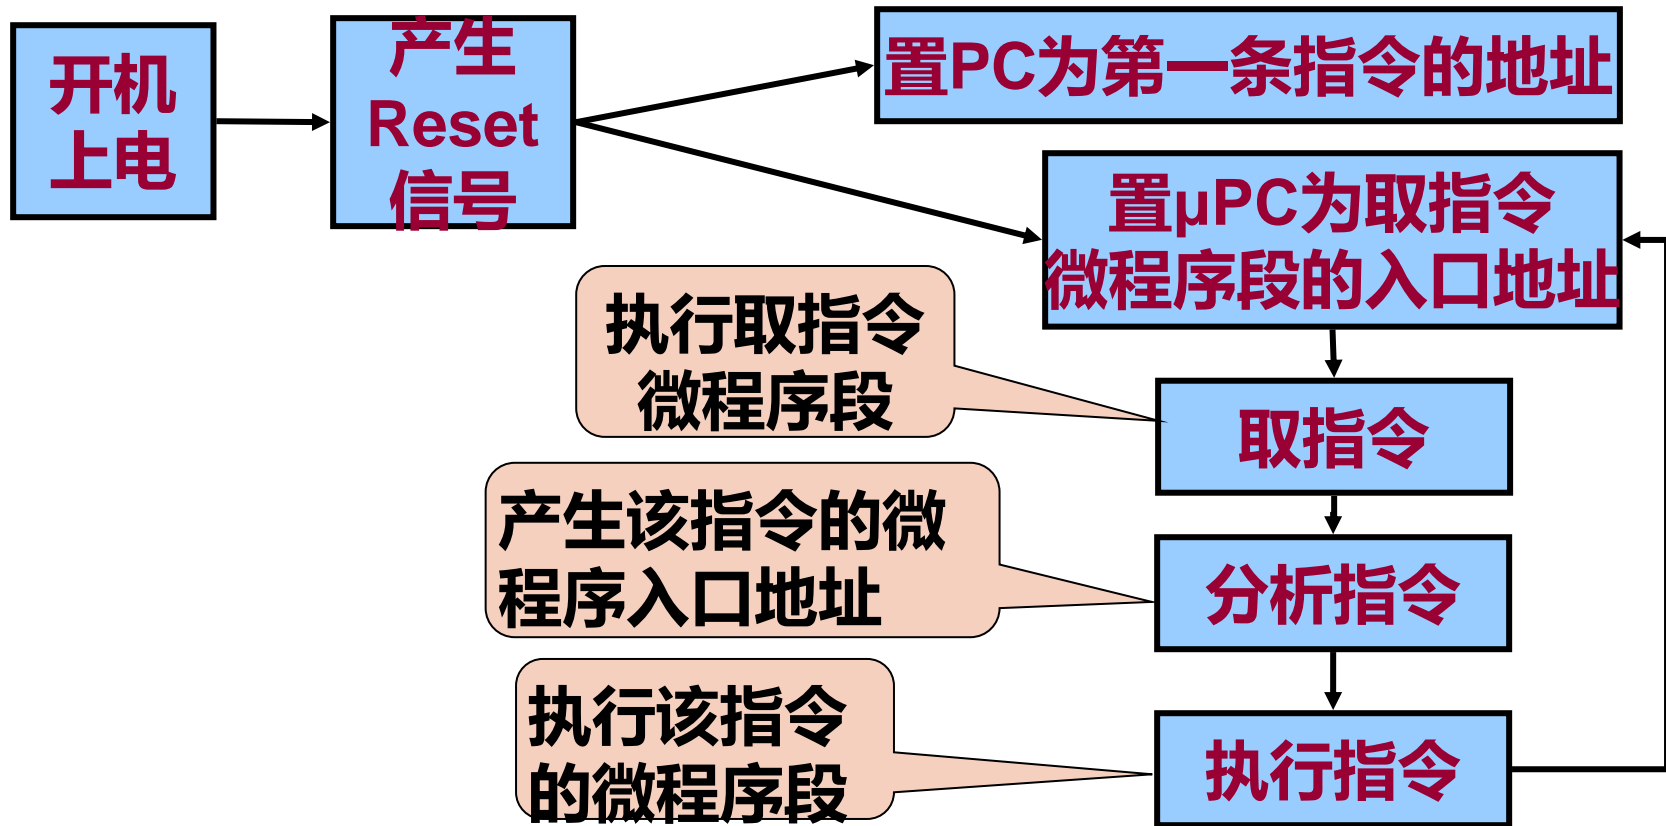 开机
上电
产生
Reset
信号
置PC为第一条指令的地址
置μPC为取指令
微程序段的入口地址
执行取指令
微程序段
取指令
产生该指令的微
程序入口地址
分析指令
执行该指令
的微程序段
执行指令